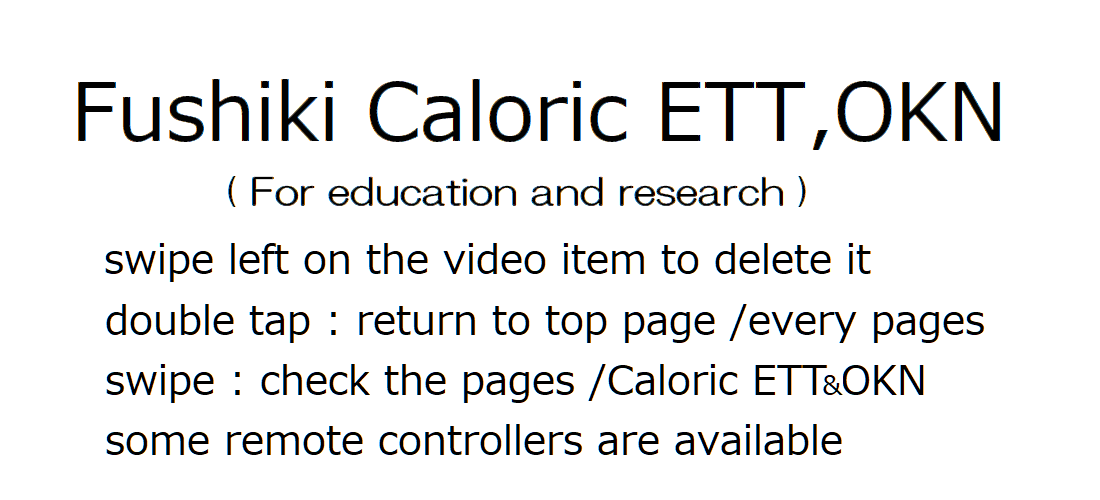 Fushiki Caloric ETT,OKN
( For education and research )
swipe left on the video item to delete it
double tap : return to top page /every pages
swipe : check the pages /Caloric ETT&OKN
some remote controllers are available